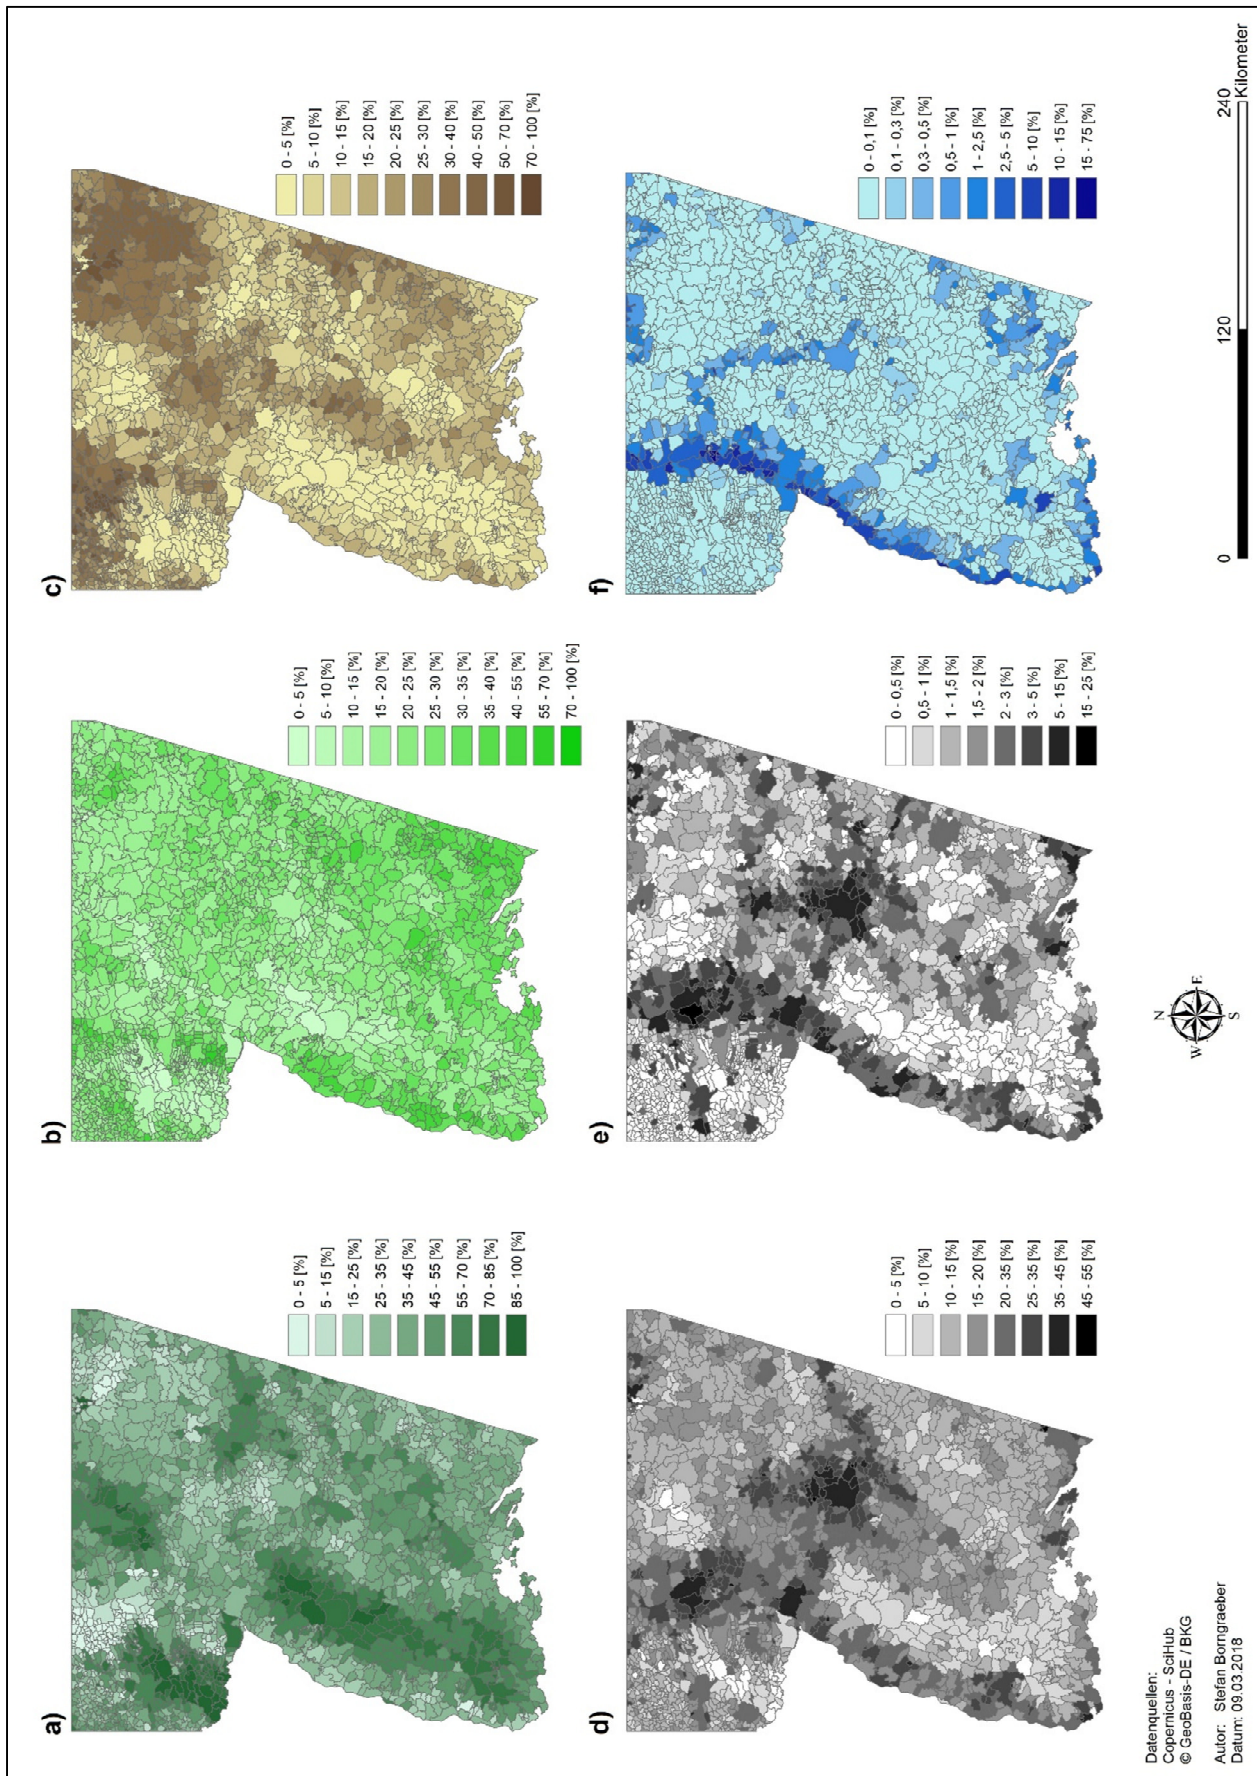 a)
0 - 5 [%]
5 - 15 [%]
15 - 25 [%]
25 - 35 [%]
35 - 45 [%]
45 - 55 [%]
55 - 70 [%]
70 - 85 [%]
85 - 100 [%]
b)
0 - 5 [%]
5 - 10 [%]
10 - 15 [%]
15 - 20 [%]
20 - 25 [%]
25 - 30 [%]
30 - 35 [%]
35 - 40 [%]
40 - 55 [%]
55 - 70 [%]
70 - 100 [%]
c)
0 - 5 [%]
5 - 10 [%]
10 - 15 [%]
15 - 20 [%]
20 - 25 [%]
25 - 30 [%]
30 - 40 [%]
40 - 50 [%]
50 - 70 [%]
70 - 100 [%]
d)
0 - 5 [%]
5 - 10 [%]
10 - 15 [%]
15 - 20 [%]
20 - 35 [%]
25 - 35 [%]
35 - 45 [%]
45 - 55 [%]
e)
0 - 0,5 [%]
0,5 - 1 [%]
1 - 1,5 [%]
1,5 - 2 [%]
2 - 3 [%]
3 - 5 [%]
5 - 15 [%]
15 - 25 [%]
f)
0 - 0,1 [%]
0,1 - 0,3 [%]
0,3 - 0,5 [%]
0,5 - 1 [%]
1 - 2,5 [%]
2,5 - 5 [%]
5 - 10 [%]
10 - 15 [%]
15 - 75 [%]
Datenquellen:
Copernicus - SciHub
© GeoBasis-DE / BKG
Autor: Stefan Borngraeber
Datum: 09.03.2018
N
W E
S
0 120 240
Kilometer